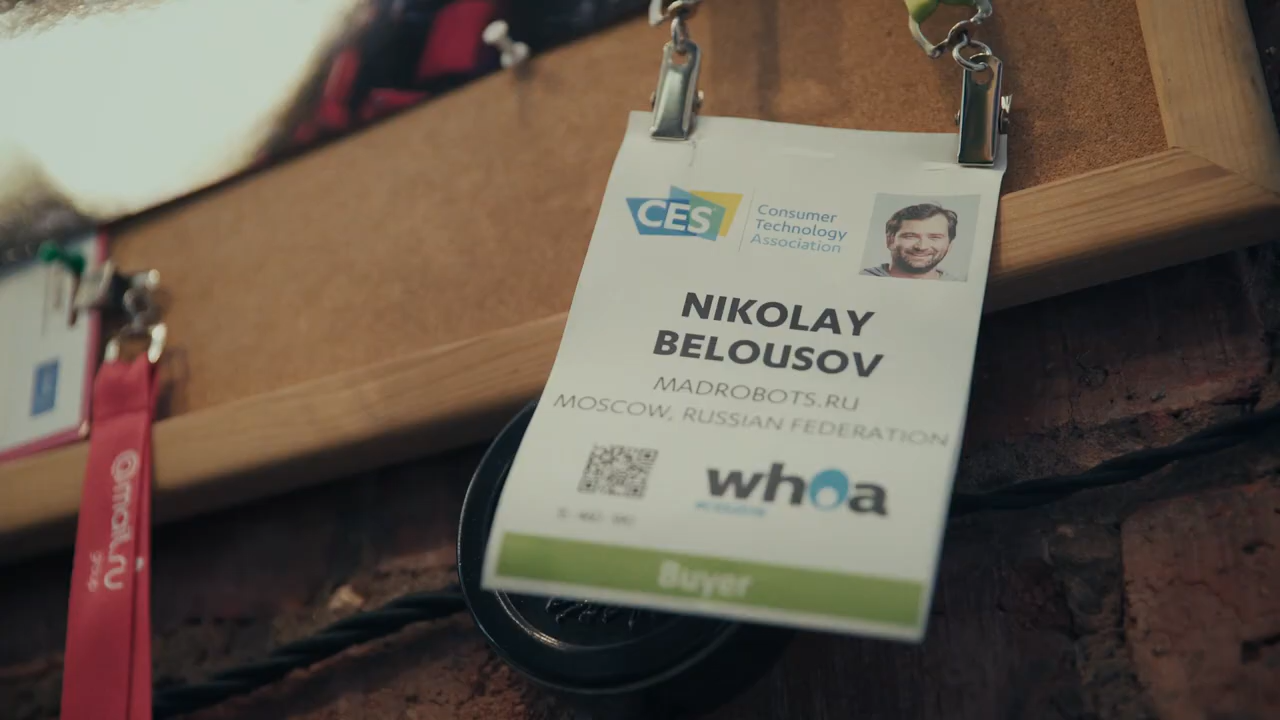 CES
Consumer
Technology
Association
NIKOLAY
BELOUSOV
MADROBOTS.RU
MOSCOW, RUSSIAN FEDERATION
whoa
Buyer
@mail.ru